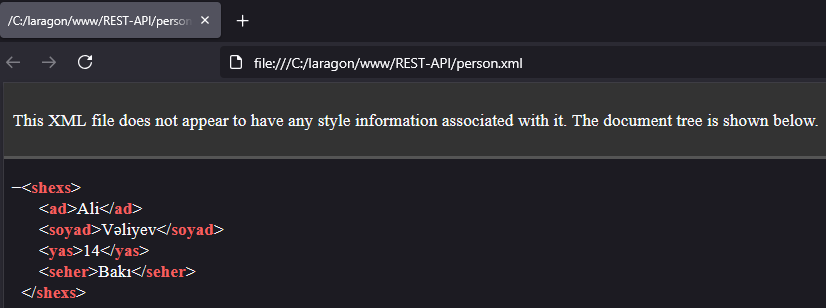 /C:/laragon/www/REST-API/person
file:///C:/laragon/www/REST-API/person.xml
This XML file does not appear to have any style information associated with it. The document tree is shown below.
−<shexs>
<ad>Ali</ad>
<soyad>Vəliyev</soyad>
<yas>14</yas>
<seher>Bakı</seher>
</shexs>